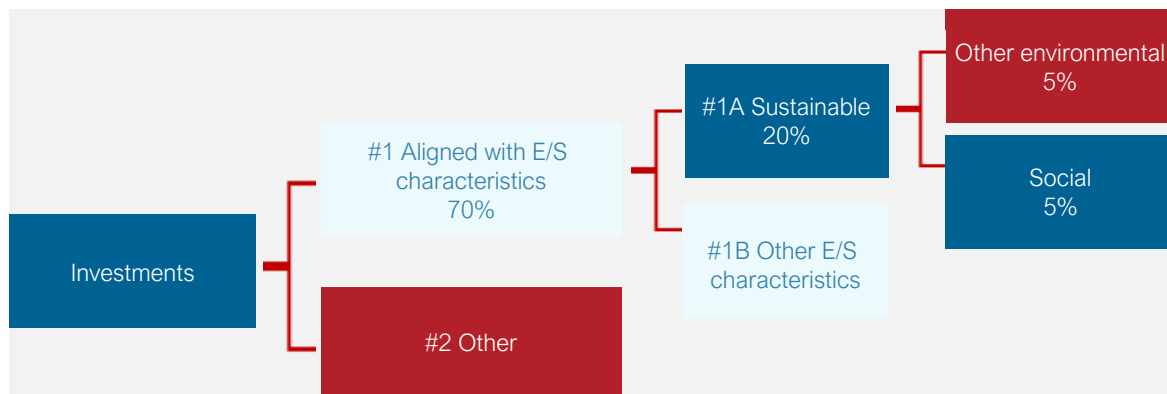 Investments
#1 Aligned with E/S
characteristics
70%
#2 Other
#1A Sustainable
20%
#1B Other E/S
characteristics
Other environmental
5%
Social
5%